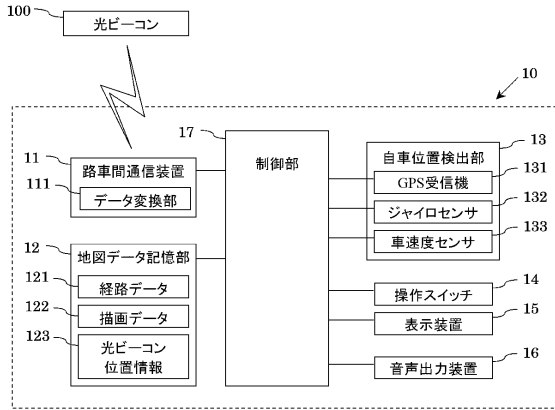 100
光ビーコン
10
17
11
路車間通信装置
111
データ変換部
制御部
13
自車位置検出部
131
GPS受信機
132
ジャイロセンサ
133
車速度センサ
12
地図データ記憶部
121
経路データ
122
描画データ
123
光ビーコン
位置情報
14
操作スイッチ
15
表示装置
16
音声出力装置